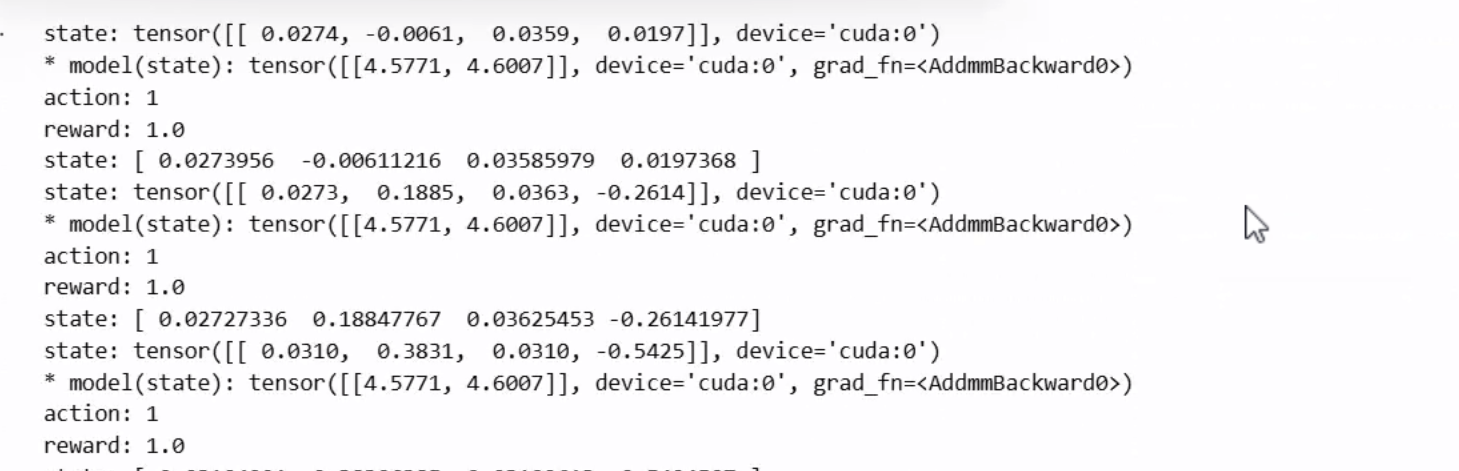 state: tensor([[ 0.0274, -0.0061,  0.0359,  0.0197]], device='cuda:0')
* model(state): tensor([[4.5771, 4.6007]], device='cuda:0', grad_fn=<AddmmBackward0>)
action: 1
reward: 1.0
state: [ 0.0273956  -0.00611216  0.03585979  0.0197368 ]
state: tensor([[ 0.0273,  0.1885,  0.0363, -0.2614]], device='cuda:0')
* model(state): tensor([[4.5771, 4.6007]], device='cuda:0', grad_fn=<AddmmBackward0>)
action: 1
reward: 1.0
state: [ 0.02727336  0.18847767  0.03625453 -0.26141977]
state: tensor([[ 0.0310,  0.3831,  0.0310, -0.5425]], device='cuda:0')
* model(state): tensor([[4.5771, 4.6007]], device='cuda:0', grad_fn=<AddmmBackward0>)
action: 1
reward: 1.0